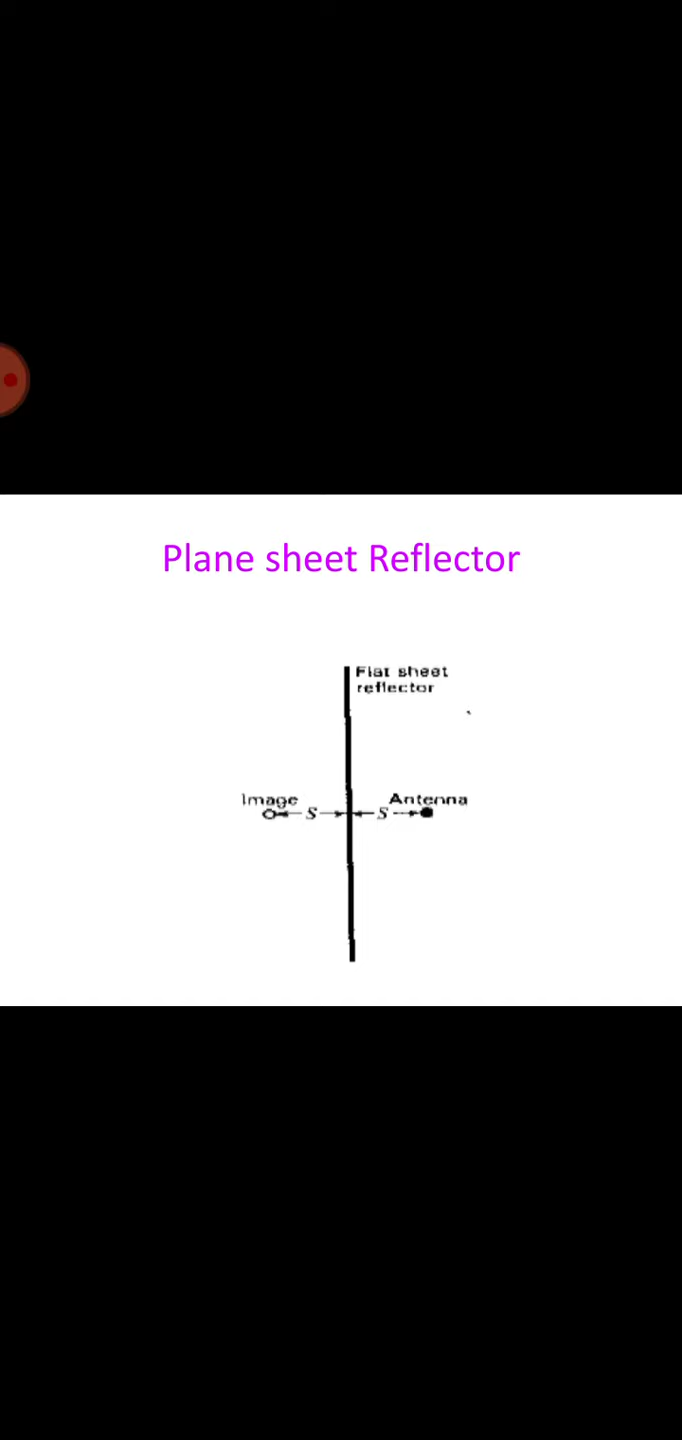 Plane sheet Reflector
Flat sheet
reflector
Image
Antenna
S
S